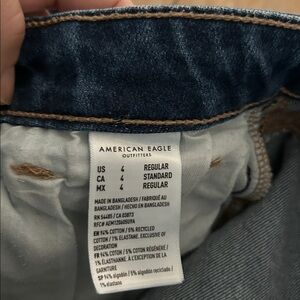 AMERICAN EAGLE
OUTFITTERS
US 4 REGULAR
CA 4 STANDARD
MX 4 REGULAR
MADE IN BANGLADESH / FABRIQUÉ AU
BANGLADESH / HECHO EN BANGLADESH
RN 54485 / CA 03873
EN 94% COTTON / 5% RECYCLED
COTTON / 1% ELASTANE. EXCLUSIVE OF
DECORATION
FR 94% COTON / 5% COTON RÉGÉNÉRÉ /
1% ÉLASTHANNE. À L'EXCEPTION DE LA
GARNITURE
SP 94% algodón / 5% algodón reciclado /
1% elastano